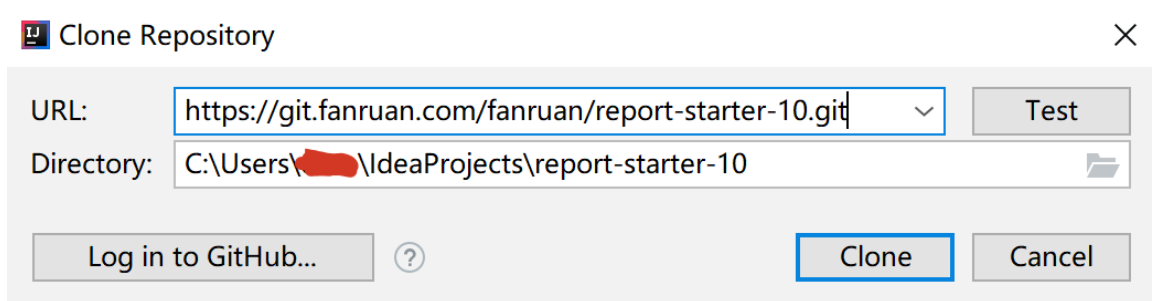 Clone Repository
URL: https://git.fanruan.com/fanruan/report-starter-10.git Test
Directory: C:\Users\ \IdeaProjects\report-starter-10
Log in to GitHub... ? Clone Cancel